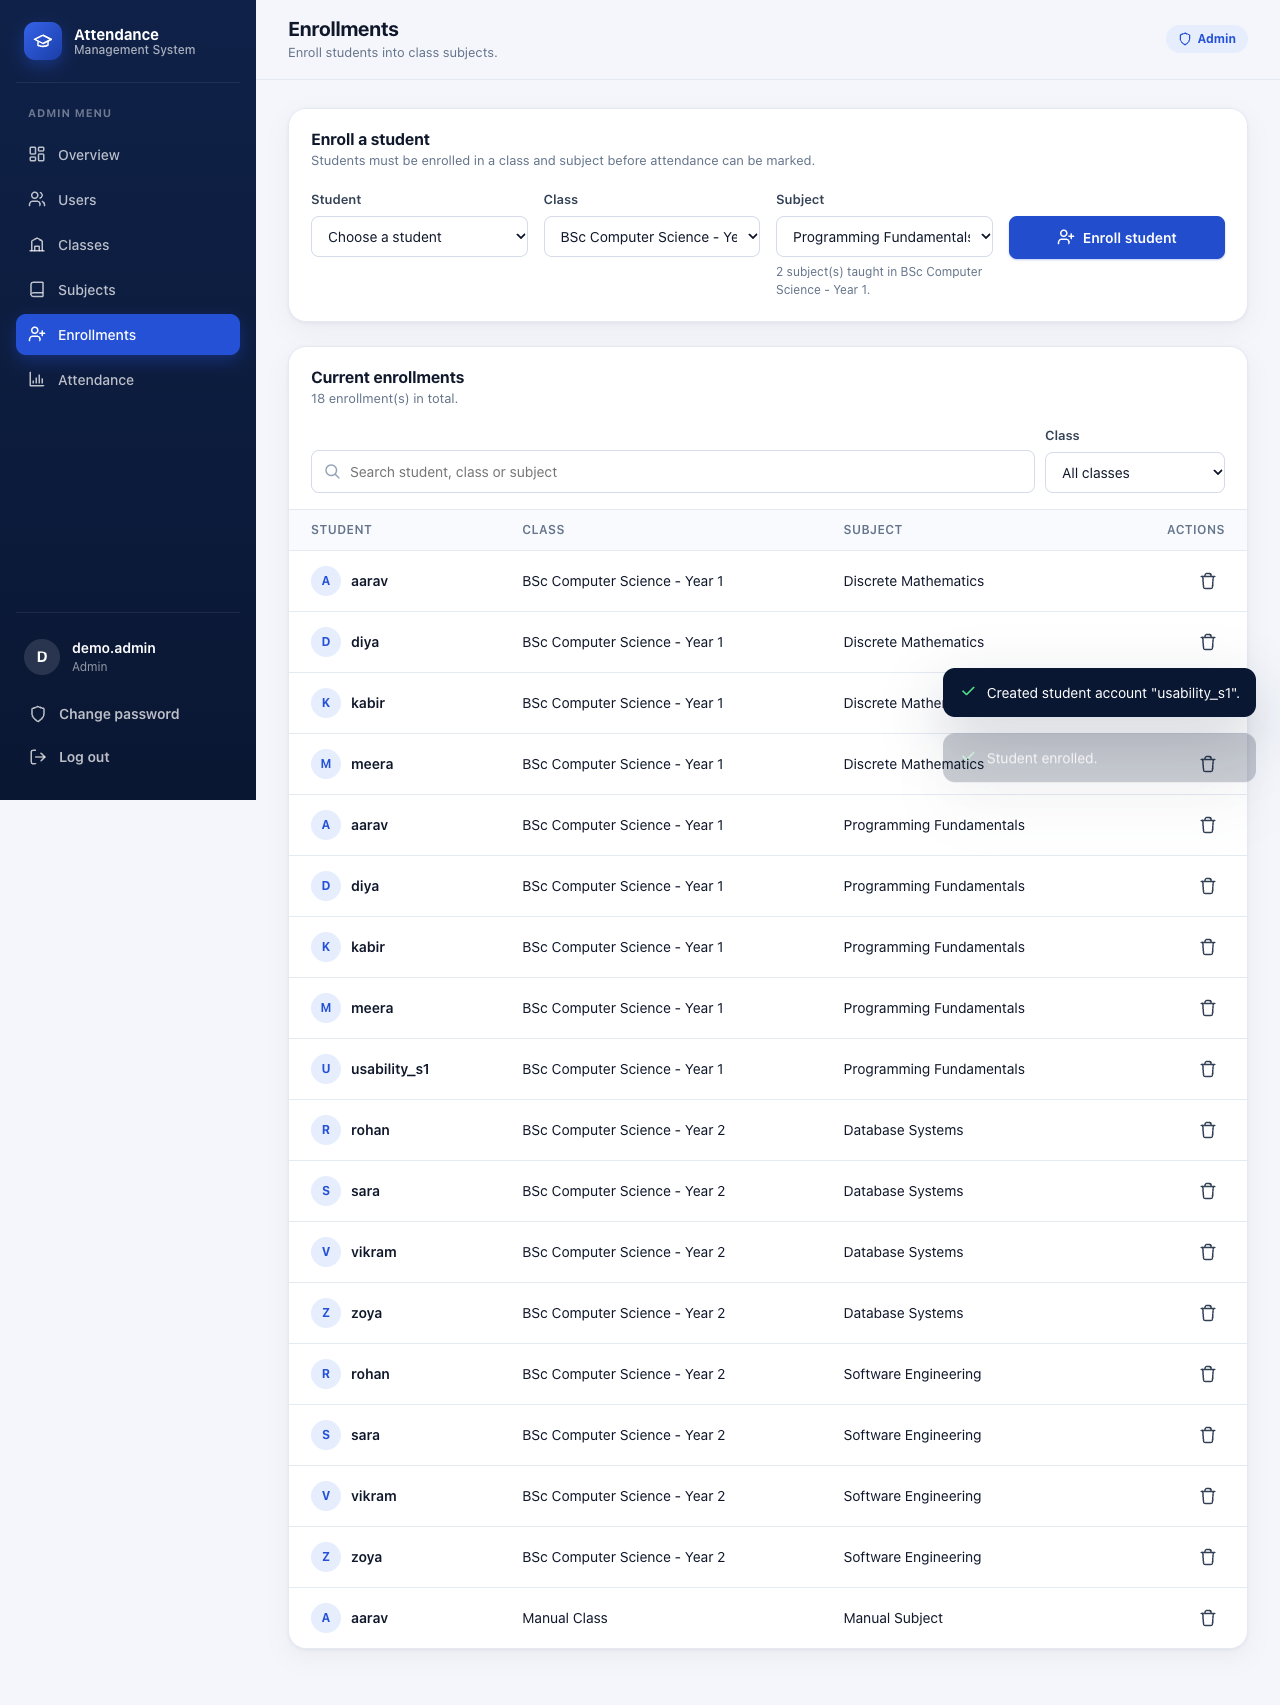 Attendance
Management System
ADMIN MENU
Overview
Users
Classes
Subjects
Enrollments
Attendance
D
demo.admin
Admin
Change password
Log out
Enrollments
Enroll students into class subjects.
Admin
Enroll a student
Students must be enrolled in a class and subject before attendance can be marked.
Student
Class
Subject
Choose a student
BSc Computer Science - Ye
Programming Fundamentals
Enroll student
2 subject(s) taught in BSc Computer
Science - Year 1.
Current enrollments
18 enrollment(s) in total.
Class
Search student, class or subject
All classes
STUDENT CLASS SUBJECT ACTIONS
A aarav BSc Computer Science - Year 1 Discrete Mathematics
D diya BSc Computer Science - Year 1 Discrete Mathematics
K kabir BSc Computer Science - Year 1 Discrete Mathe
Created student account "usability_s1".
M meera BSc Computer Science - Year 1 Discrete Mathematics
Student enrolled.
A aarav BSc Computer Science - Year 1 Programming Fundamentals
D diya BSc Computer Science - Year 1 Programming Fundamentals
K kabir BSc Computer Science - Year 1 Programming Fundamentals
M meera BSc Computer Science - Year 1 Programming Fundamentals
U usability_s1 BSc Computer Science - Year 1 Programming Fundamentals
R rohan BSc Computer Science - Year 2 Database Systems
S sara BSc Computer Science - Year 2 Database Systems
V vikram BSc Computer Science - Year 2 Database Systems
Z zoya BSc Computer Science - Year 2 Database Systems
R rohan BSc Computer Science - Year 2 Software Engineering
S sara BSc Computer Science - Year 2 Software Engineering
V vikram BSc Computer Science - Year 2 Software Engineering
Z zoya BSc Computer Science - Year 2 Software Engineering
A aarav Manual Class Manual Subject